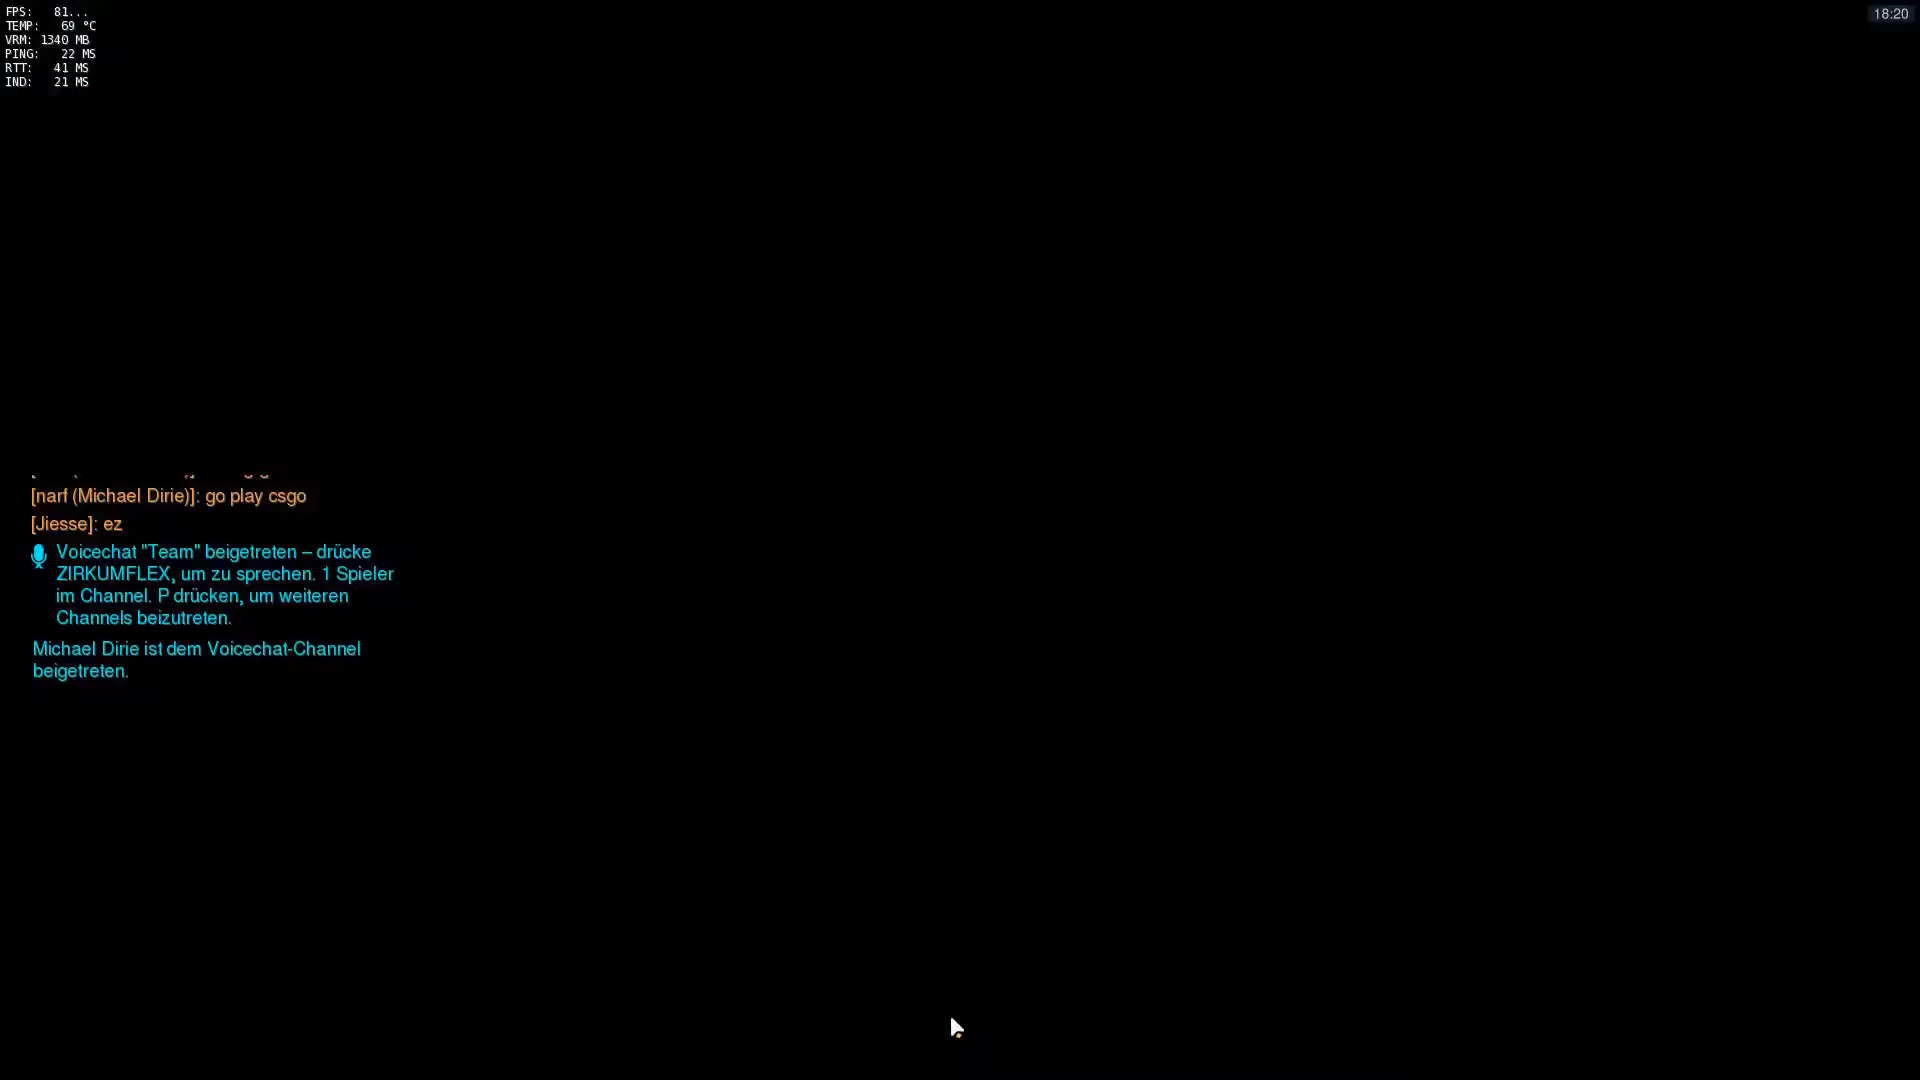 FPS: 81...
TEMP: 69 °C
VRM: 1340 MB
PING: 22 MS
RTT: 41 MS
IND: 21 MS
18:20
[narf (Michael Dirie)]: go play csgo
[Jiesse]: ez
Voicechat "Team" beigetreten – drücke
ZIRKUMFLEX, um zu sprechen. 1 Spieler
im Channel. P drücken, um weiteren
Channels beizutreten.
Michael Dirie ist dem Voicechat-Channel
beigetreten.